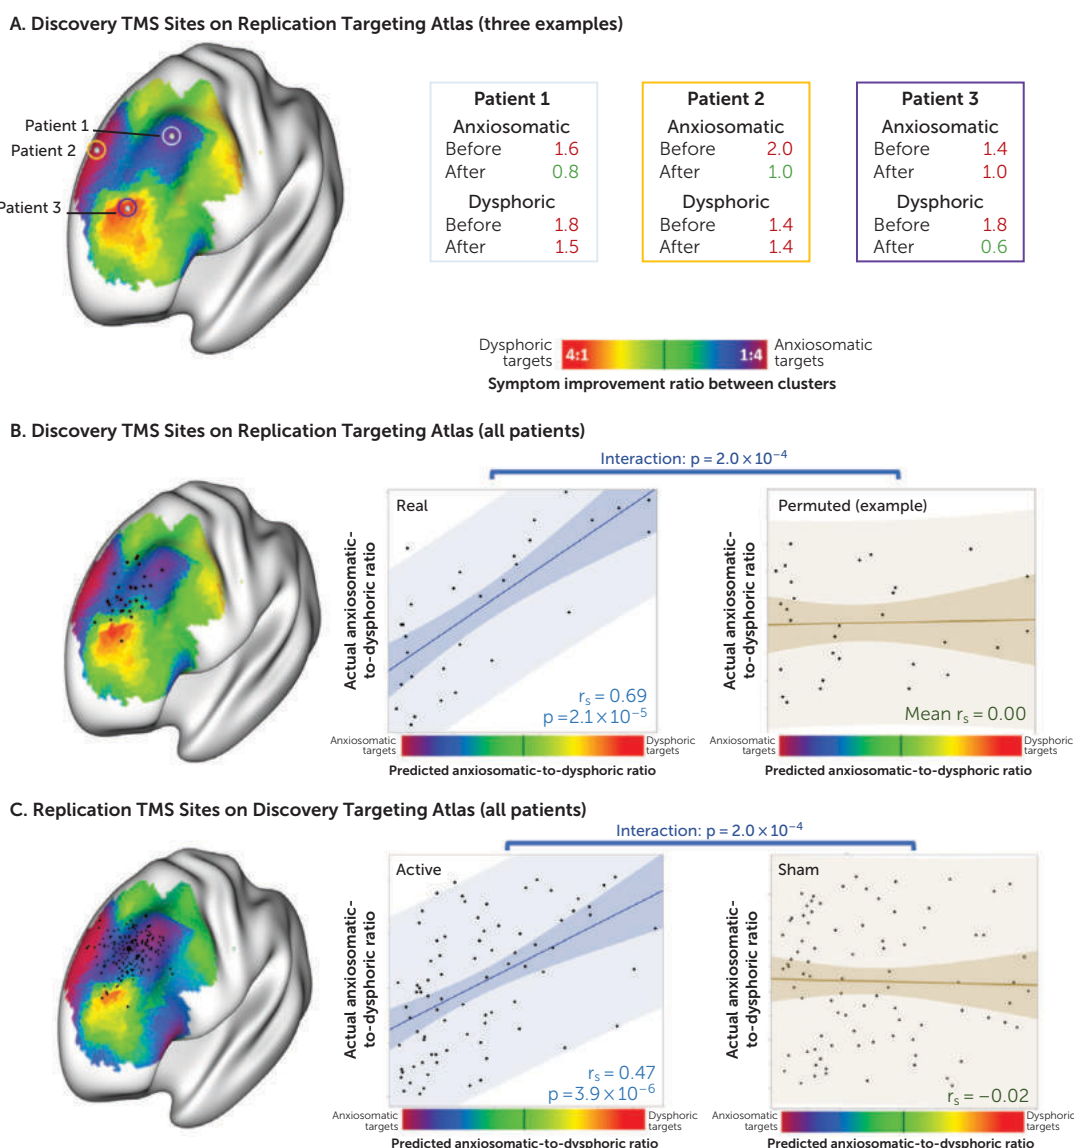 A. Discovery TMS Sites on Replication Targeting Atlas (three examples)
Patient 1
Patient 2
Patient 3
Patient 1
Anxiosomatic
Before 1.6
After 0.8
Dysphoric
Before 1.8
After 1.5
Patient 2
Anxiosomatic
Before 2.0
After 1.0
Dysphoric
Before 1.4
After 1.4
Patient 3
Anxiosomatic
Before 1.4
After 1.0
Dysphoric
Before 1.8
After 0.6
Dysphoric
targets
4:1
1:4
Anxiosomatic
targets
Symptom improvement ratio between clusters
B. Discovery TMS Sites on Replication Targeting Atlas (all patients)
Interaction: p = 2.0 × 10⁻⁴
Actual anxiosomatic-
to-dysphoric ratio
Real
rₛ = 0.69
p = 2.1 × 10⁻⁵
Anxiosomatic
targets
Dysphoric
targets
Predicted anxiosomatic-to-dysphoric ratio
Actual anxiosomatic-
to-dysphoric ratio
Permuted (example)
Mean rₛ = 0.00
Anxiosomatic
targets
Dysphoric
targets
Predicted anxiosomatic-to-dysphoric ratio
C. Replication TMS Sites on Discovery Targeting Atlas (all patients)
Interaction: p = 2.0 × 10⁻⁴
Actual anxiosomatic-
to-dysphoric ratio
Active
rₛ = 0.47
p = 3.9 × 10⁻⁶
Anxiosomatic
targets
Dysphoric
targets
Predicted anxiosomatic-to-dysphoric ratio
Actual anxiosomatic-
to-dysphoric ratio
Sham
rₛ = −0.02
Anxiosomatic
targets
Dysphoric
targets
Predicted anxiosomatic-to-dysphoric ratio